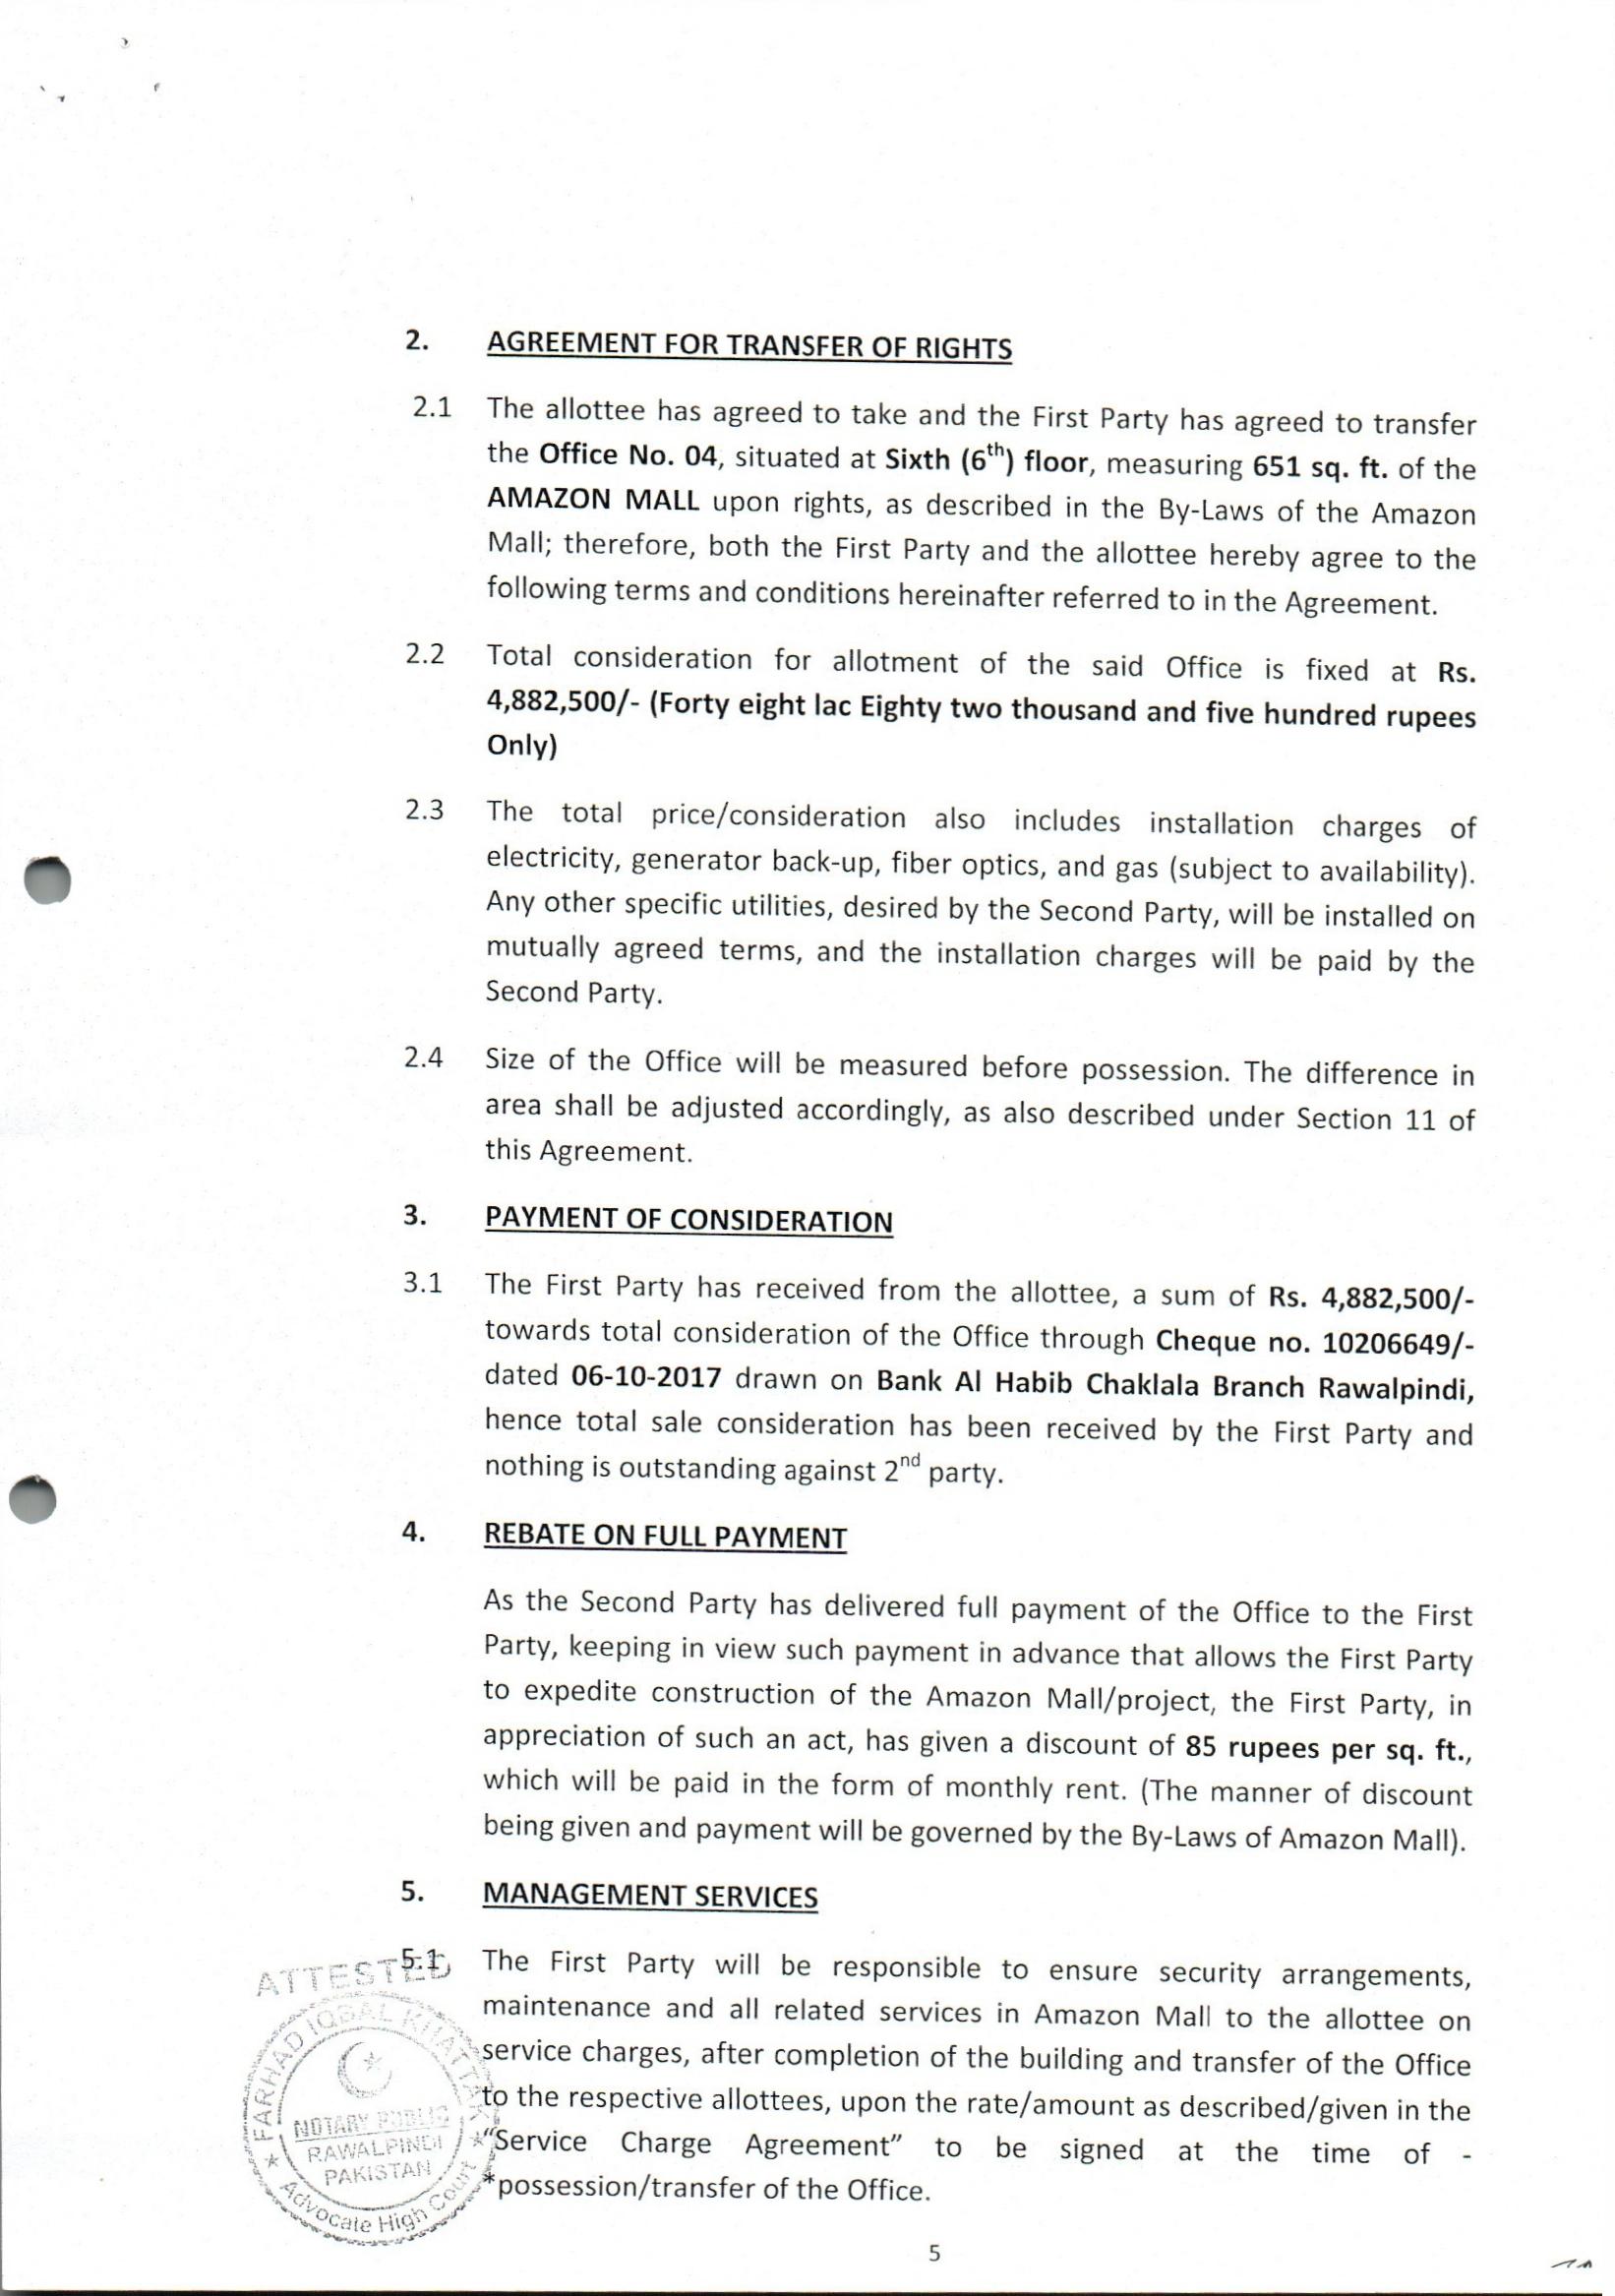 2. AGREEMENT FOR TRANSFER OF RIGHTS
2.1 The allottee has agreed to take and the First Party has agreed to transfer
the Office No. 04, situated at Sixth (6th) floor, measuring 651 sq. ft. of the
AMAZON MALL upon rights, as described in the By-Laws of the Amazon
Mall; therefore, both the First Party and the allottee hereby agree to the
following terms and conditions hereinafter referred to in the Agreement.
2.2 Total consideration for allotment of the said Office is fixed at Rs.
4,882,500/- (Forty eight lac Eighty two thousand and five hundred rupees
Only)
2.3 The total price/consideration also includes installation charges of
electricity, generator back-up, fiber optics, and gas (subject to availability).
Any other specific utilities, desired by the Second Party, will be installed on
mutually agreed terms, and the installation charges will be paid by the
Second Party.
2.4 Size of the Office will be measured before possession. The difference in
area shall be adjusted accordingly, as also described under Section 11 of
this Agreement.
3. PAYMENT OF CONSIDERATION
3.1 The First Party has received from the allottee, a sum of Rs. 4,882,500/-
towards total consideration of the Office through Cheque no. 10206649/-
dated 06-10-2017 drawn on Bank Al Habib Chaklala Branch Rawalpindi,
hence total sale consideration has been received by the First Party and
nothing is outstanding against 2nd party.
4. REBATE ON FULL PAYMENT
As the Second Party has delivered full payment of the Office to the First
Party, keeping in view such payment in advance that allows the First Party
to expedite construction of the Amazon Mall/project, the First Party, in
appreciation of such an act, has given a discount of 85 rupees per sq. ft.,
which will be paid in the form of monthly rent. (The manner of discount
being given and payment will be governed by the By-Laws of Amazon Mall).
5. MANAGEMENT SERVICES
5.1 The First Party will be responsible to ensure security arrangements,
maintenance and all related services in Amazon Mall to the allottee on
service charges, after completion of the building and transfer of the Office
to the respective allottees, upon the rate/amount as described/given in the
“Service Charge Agreement” to be signed at the time of -
*possession/transfer of the Office.
ATTESTED
FARHAD IQBAL KHATTAK
NOTARY PUBLIC
RAWALPINDI
PAKISTAN
Advocate High Court
5